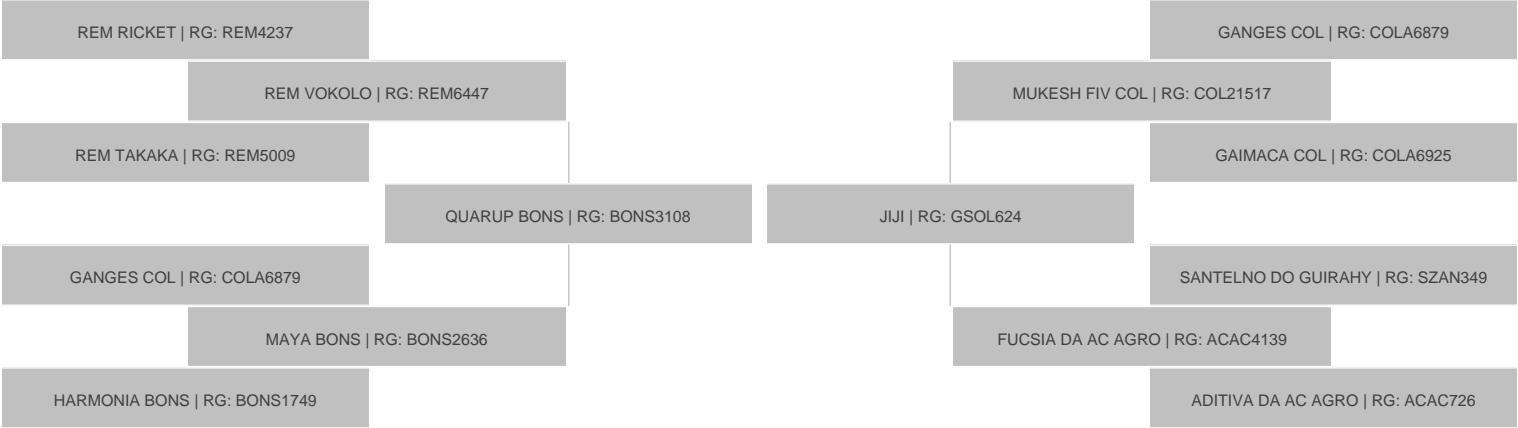 REM RICKET | RG: REM4237
GANGES COL | RG: COLA6879
REM VOKOLO | RG: REM6447
MUKESH FIV COL | RG: COL21517
REM TAKAKA | RG: REM5009
GAIMACA COL | RG: COLA6925
QUARUP BONS | RG: BONS3108
JIJI | RG: GSOL624
GANGES COL | RG: COLA6879
SANTELNO DO GUIRAHY | RG: SZAN349
MAYA BONS | RG: BONS2636
FUCSIA DA AC AGRO | RG: ACAC4139
HARMONIA BONS | RG: BONS1749
ADITIVA DA AC AGRO | RG: ACAC726